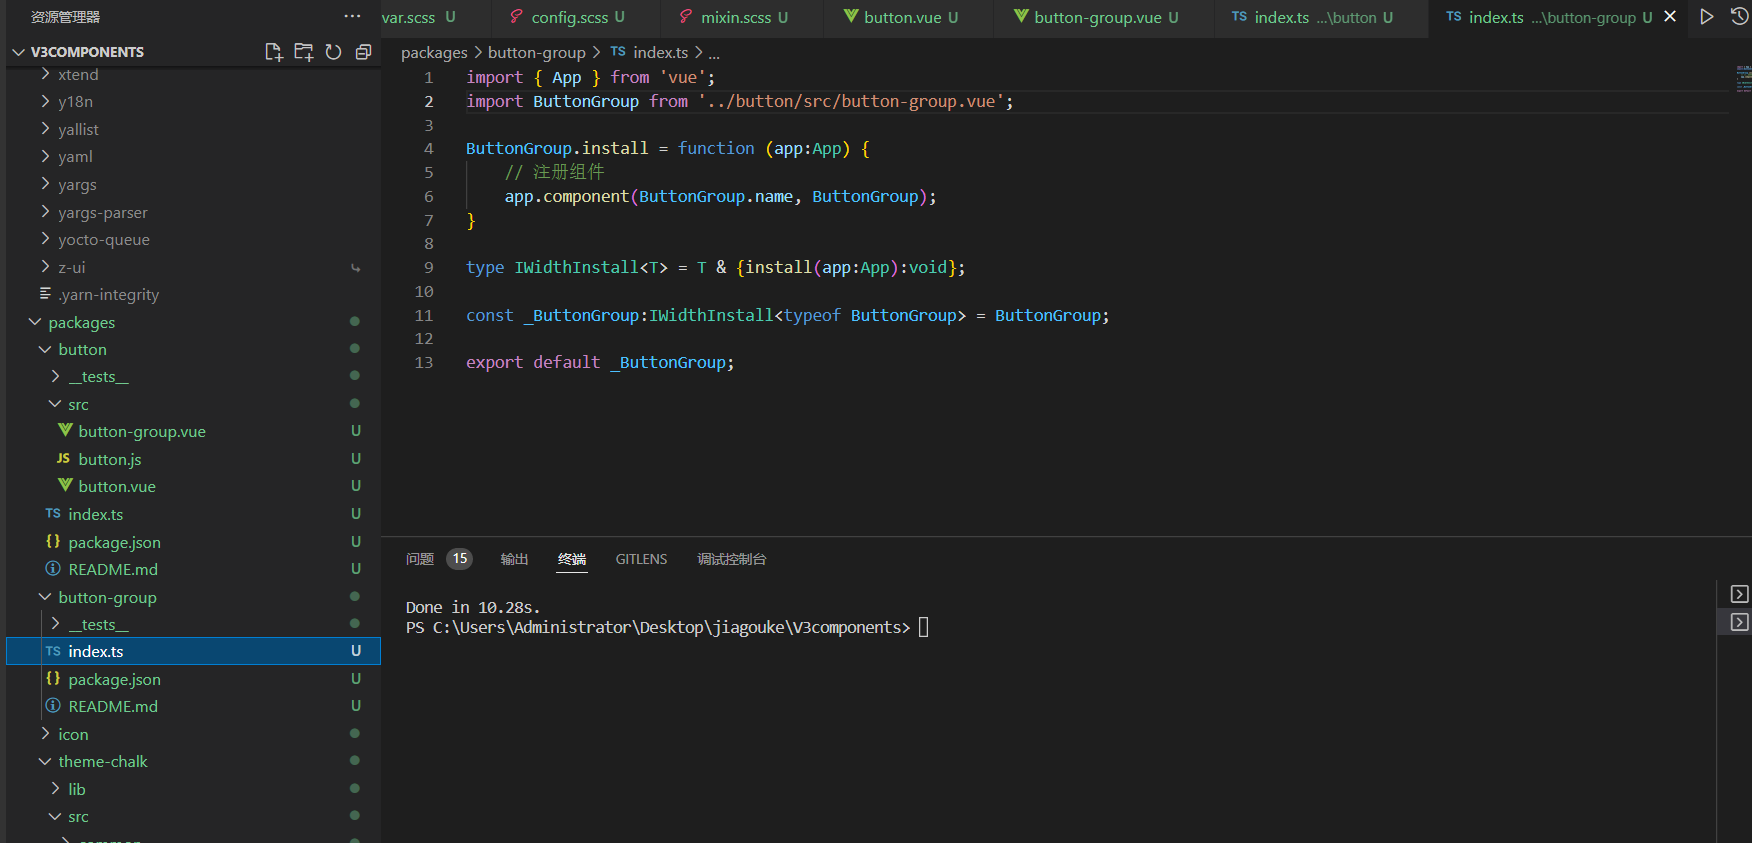 资源管理器 ···
V3COMPONENTS
xtend
y18n
yallist
yaml
yargs
yargs-parser
yocto-queue
z-ui
.yarn-integrity
packages
button
__tests__
src
button-group.vue U
JS button.js U
button.vue U
TS index.ts U
{} package.json U
README.md U
button-group
__tests__
TS index.ts U
{} package.json U
README.md U
icon
theme-chalk
lib
src
var.scss U config.scss U mixin.scss U button.vue U button-group.vue U TS index.ts ...\button U TS index.ts ...\button-group U
packages > button-group > TS index.ts > ...
1 import { App } from 'vue';
2 import ButtonGroup from '../button/src/button-group.vue';
3
4 ButtonGroup.install = function (app:App) {
5 // 注册组件
6 app.component(ButtonGroup.name, ButtonGroup);
7 }
8
9 type IWidthInstall<T> = T & {install(app:App):void};
10
11 const _ButtonGroup:IWidthInstall<typeof ButtonGroup> = ButtonGroup;
12
13 export default _ButtonGroup;
问题 15 输出 终端 GITLENS 调试控制台
Done in 10.28s.
PS C:\Users\Administrator\Desktop\jiagouke\V3components>